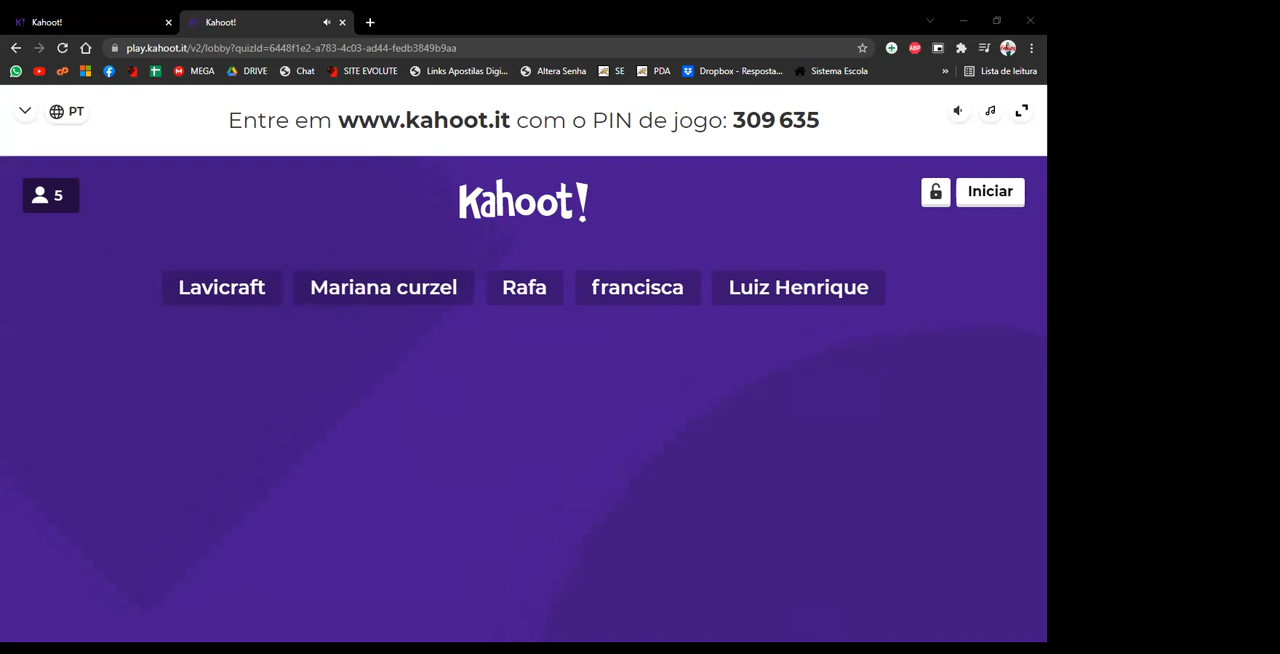 Kahoot!
Kahoot!
play.kahoot.it/v2/lobby?quizId=6448f1e2-a783-4c03-ad44-fedb3849b9aa
ABP
MEGA DRIVE Chat SITE EVOLUTE Links Apostilas Digi... Altera Senha SE PDA Dropbox - Resposta... Sistema Escola » Lista de leitura
PT
Entre em www.kahoot.it com o PIN de jogo: 309 635
5
Kahoot!
Iniciar
Lavicraft Mariana curzel Rafa francisca Luiz Henrique